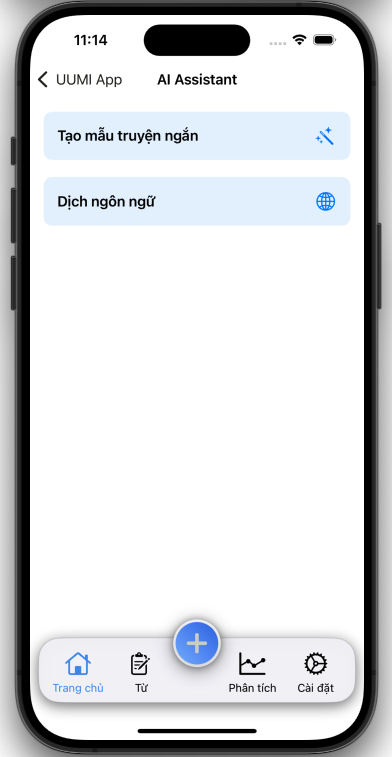 11:14
UUMI App
AI Assistant
Tạo mẫu truyện ngắn
Dịch ngôn ngữ
Trang chủ
Từ
Phân tích
Cài đặt